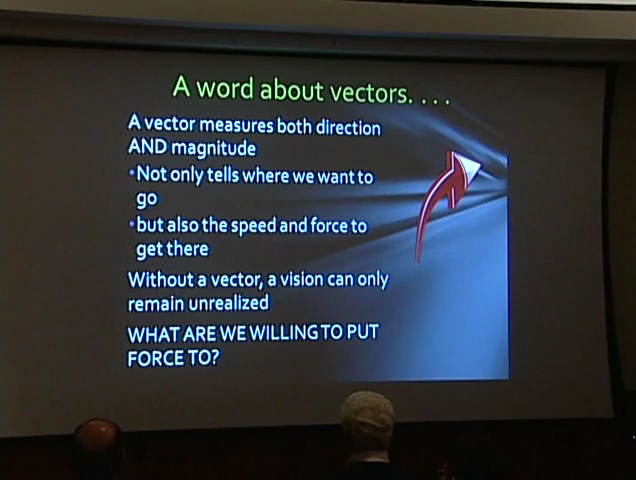 A word about vectors. . . .
A vector measures both direction
AND magnitude
•Not only tells where we want to
go
•but also the speed and force to
get there
Without a vector, a vision can only
remain unrealized
WHAT ARE WE WILLING TO PUT
FORCE TO?